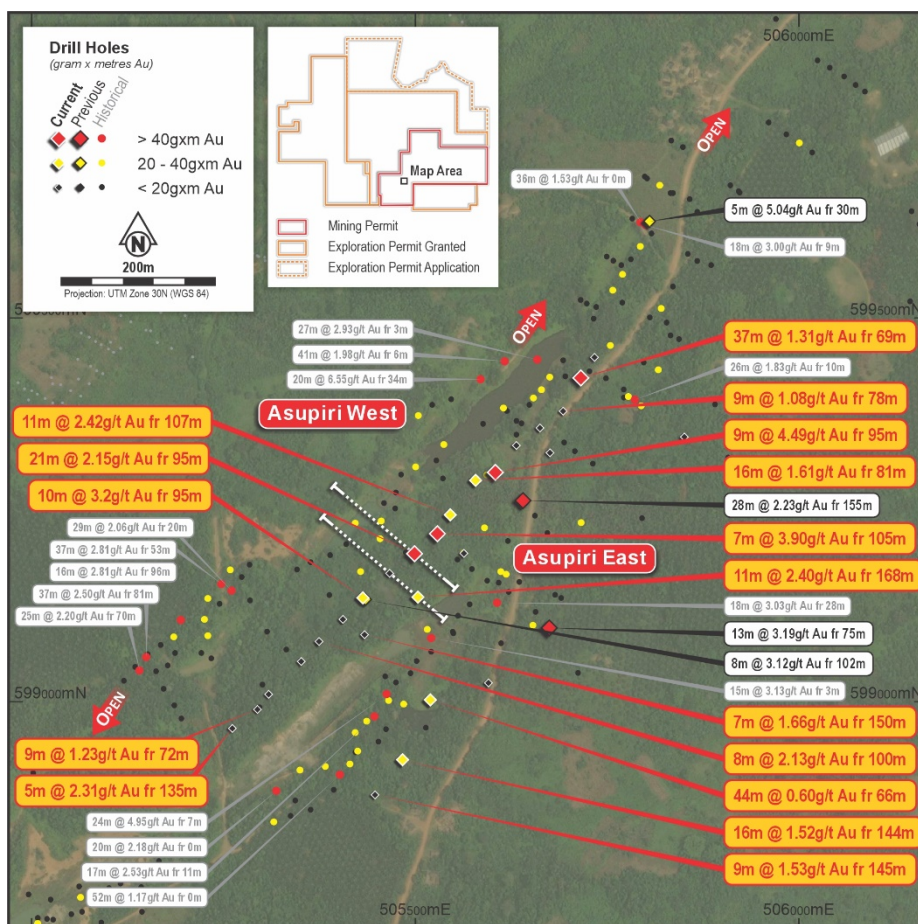 506000mE
Drill Holes
(gram x metres Au)
Current
Previous
Historical
> 40gxm Au
20 - 40gxm Au
< 20gxm Au
N
200m
Projection: UTM Zone 30N (WGS 84)
Map Area
Mining Permit
Exploration Permit Granted
Exploration Permit Application
OPEN
36m @ 1.53g/t Au fr 0m
5m @ 5.04g/t Au fr 30m
18m @ 3.00g/t Au fr 9m
599500mN
OPEN
27m @ 2.93g/t Au fr 3m
41m @ 1.98g/t Au fr 6m
20m @ 6.55g/t Au fr 34m
37m @ 1.31g/t Au fr 69m
26m @ 1.83g/t Au fr 10m
9m @ 1.08g/t Au fr 78m
Asupiri West
11m @ 2.42g/t Au fr 107m
21m @ 2.15g/t Au fr 95m
10m @ 3.2g/t Au fr 95m
9m @ 4.49g/t Au fr 95m
16m @ 1.61g/t Au fr 81m
28m @ 2.23g/t Au fr 155m
7m @ 3.90g/t Au fr 105m
29m @ 2.06g/t Au fr 20m
37m @ 2.81g/t Au fr 53m
16m @ 2.81g/t Au fr 96m
37m @ 2.50g/t Au fr 81m
25m @ 2.20g/t Au fr 70m
Asupiri East
11m @ 2.40g/t Au fr 168m
18m @ 3.03g/t Au fr 28m
13m @ 3.19g/t Au fr 75m
8m @ 3.12g/t Au fr 102m
15m @ 3.13g/t Au fr 3m
599000mN
OPEN
7m @ 1.66g/t Au fr 150m
9m @ 1.23g/t Au fr 72m
5m @ 2.31g/t Au fr 135m
8m @ 2.13g/t Au fr 100m
44m @ 0.60g/t Au fr 66m
16m @ 1.52g/t Au fr 144m
9m @ 1.53g/t Au fr 145m
24m @ 4.95g/t Au fr 7m
20m @ 2.18g/t Au fr 0m
17m @ 2.53g/t Au fr 11m
52m @ 1.17g/t Au fr 0m
505500mE